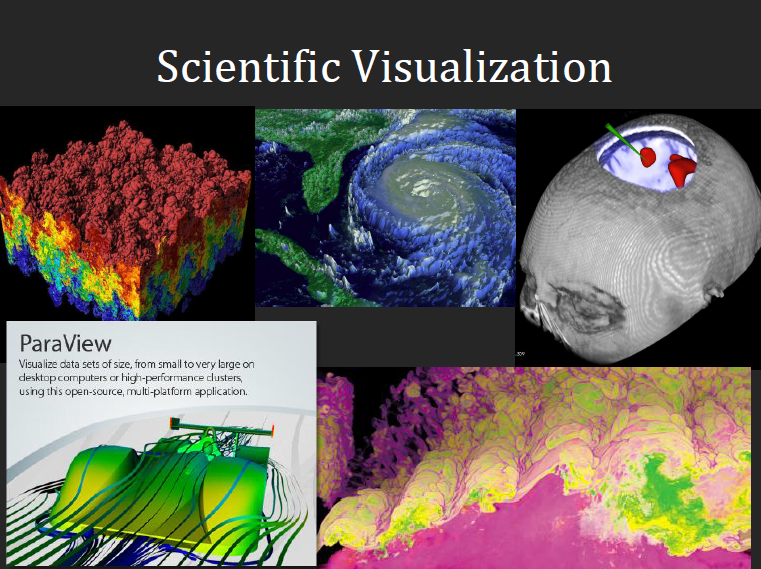 Scientific Visualization
ParaView
Visualize data sets of size, from small to very large on
desktop computers or high-performance clusters,
using this open-source, multi-platform application.